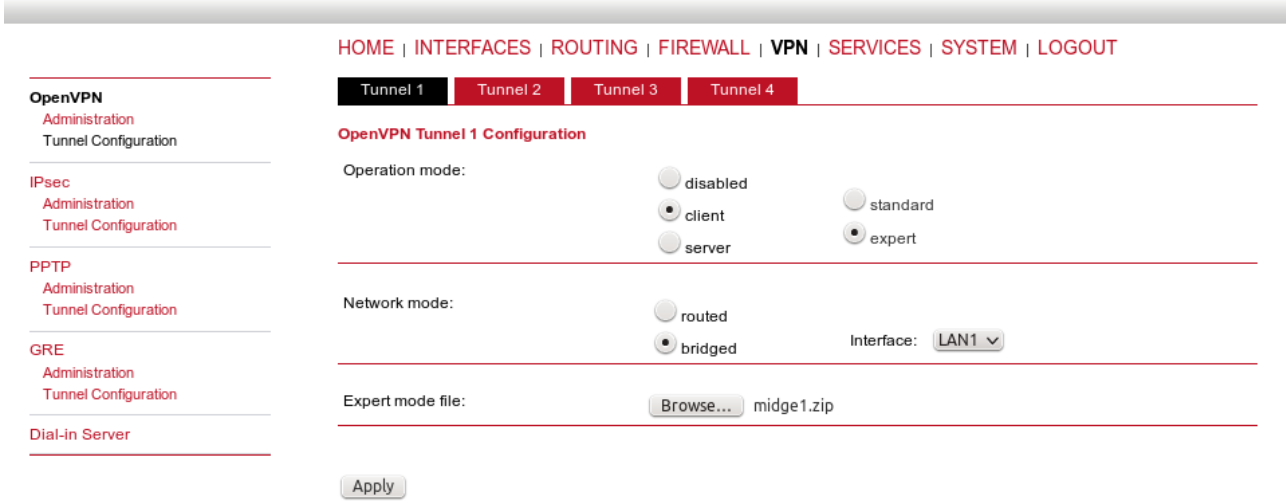 HOME | INTERFACES | ROUTING | FIREWALL | VPN | SERVICES | SYSTEM | LOGOUT
OpenVPN
Administration
Tunnel Configuration
IPsec
Administration
Tunnel Configuration
PPTP
Administration
Tunnel Configuration
GRE
Administration
Tunnel Configuration
Dial-in Server
Tunnel 1 Tunnel 2 Tunnel 3 Tunnel 4
OpenVPN Tunnel 1 Configuration
Operation mode:
disabled
client
server
standard
expert
Network mode:
routed
bridged
Interface: LAN1
Expert mode file: Browse... midge1.zip
Apply